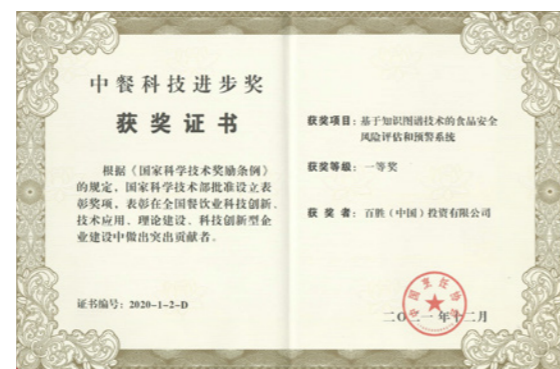 中餐科技进步奖
获奖证书
根据《国家科学技术奖励条例》
的规定，国家科学技术部批准设立表
彰奖项，表彰在全国餐饮业科技创新、
技术应用、理论建设、科技创新型企
业建设中做出突出贡献者。
证书编号：2020-1-2-D
获奖项目：基于知识图谱技术的食品安全
风险评估和预警系统
获奖等级：一等奖
获 奖 者：百胜（中国）投资有限公司
中国烹饪协会
二〇二一年十二月